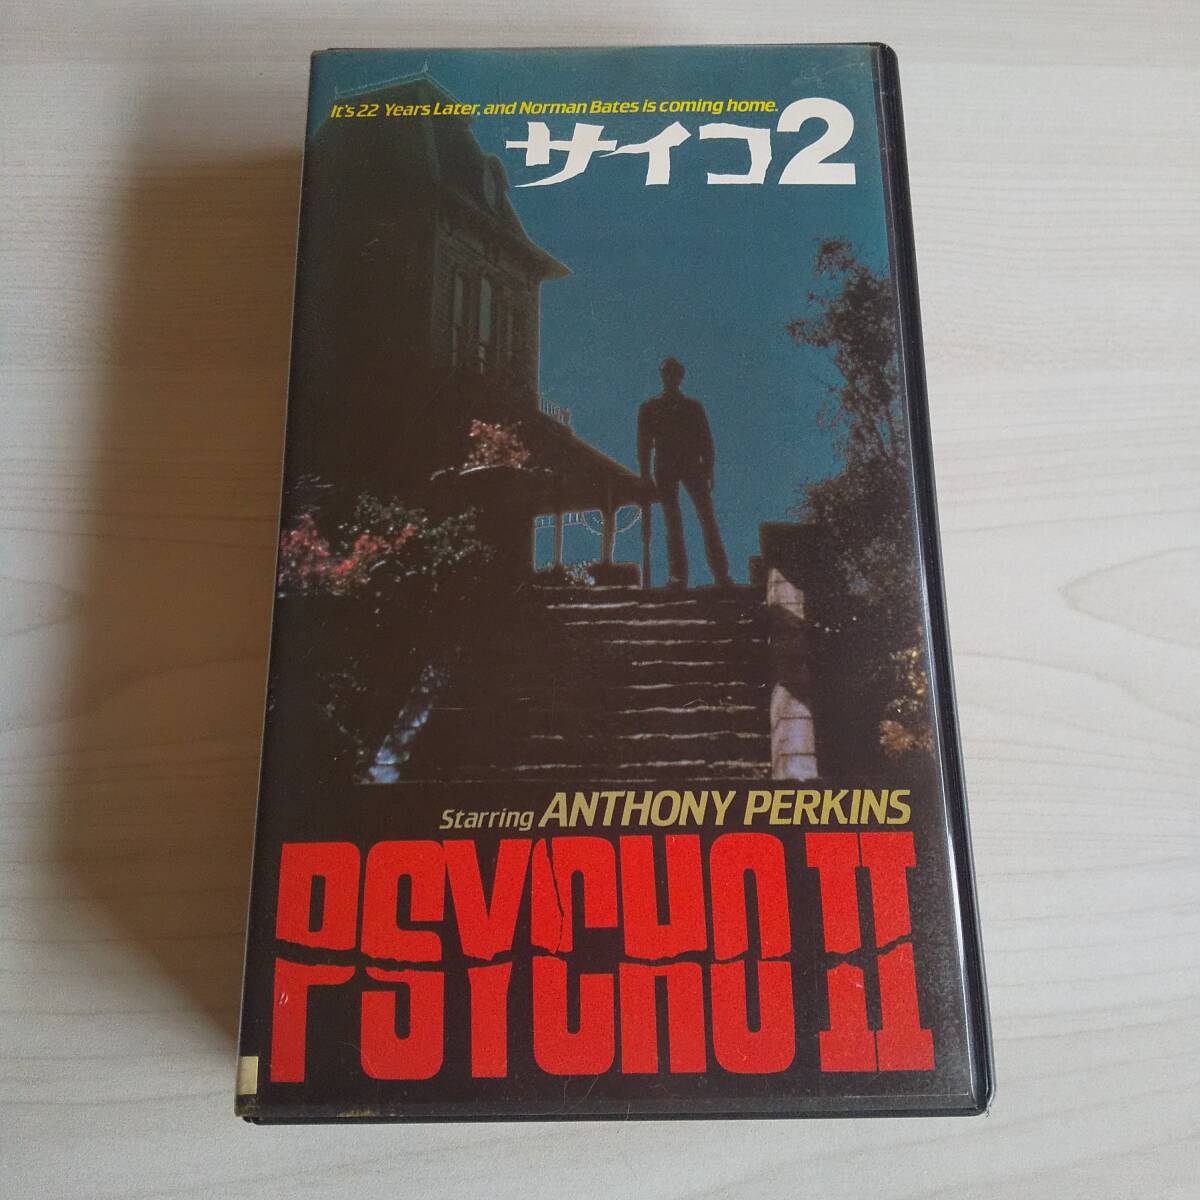 It's 22 Years Later, and Norman Bates is coming home.
サイコ2
Starring ANTHONY PERKINS
PSYCHO II